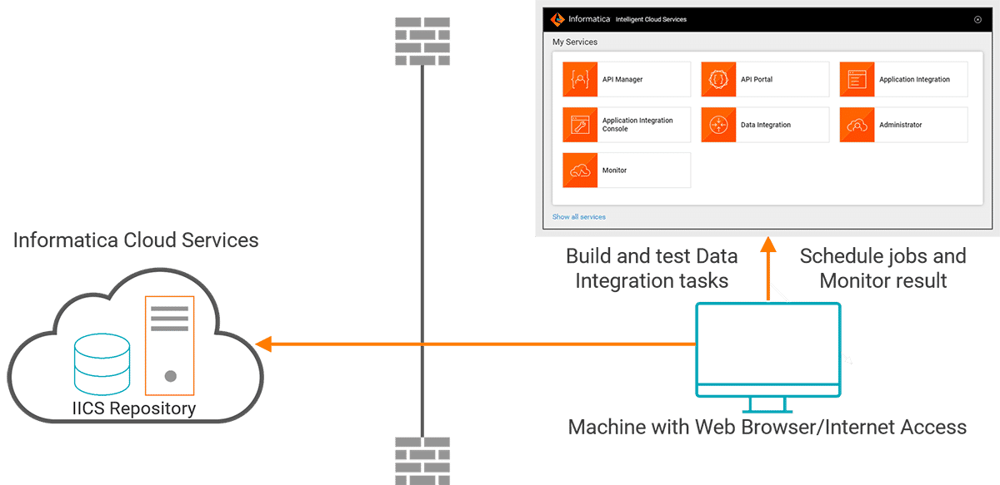 Informatica Intelligent Cloud Services
My Services
API Manager
API Portal
Application Integration
Application Integration
Console
Data Integration
Administrator
Monitor
Show all services
Informatica Cloud Services
Build and test Data
Integration tasks
Schedule jobs and
Monitor result
IICS Repository
Machine with Web Browser/Internet Access